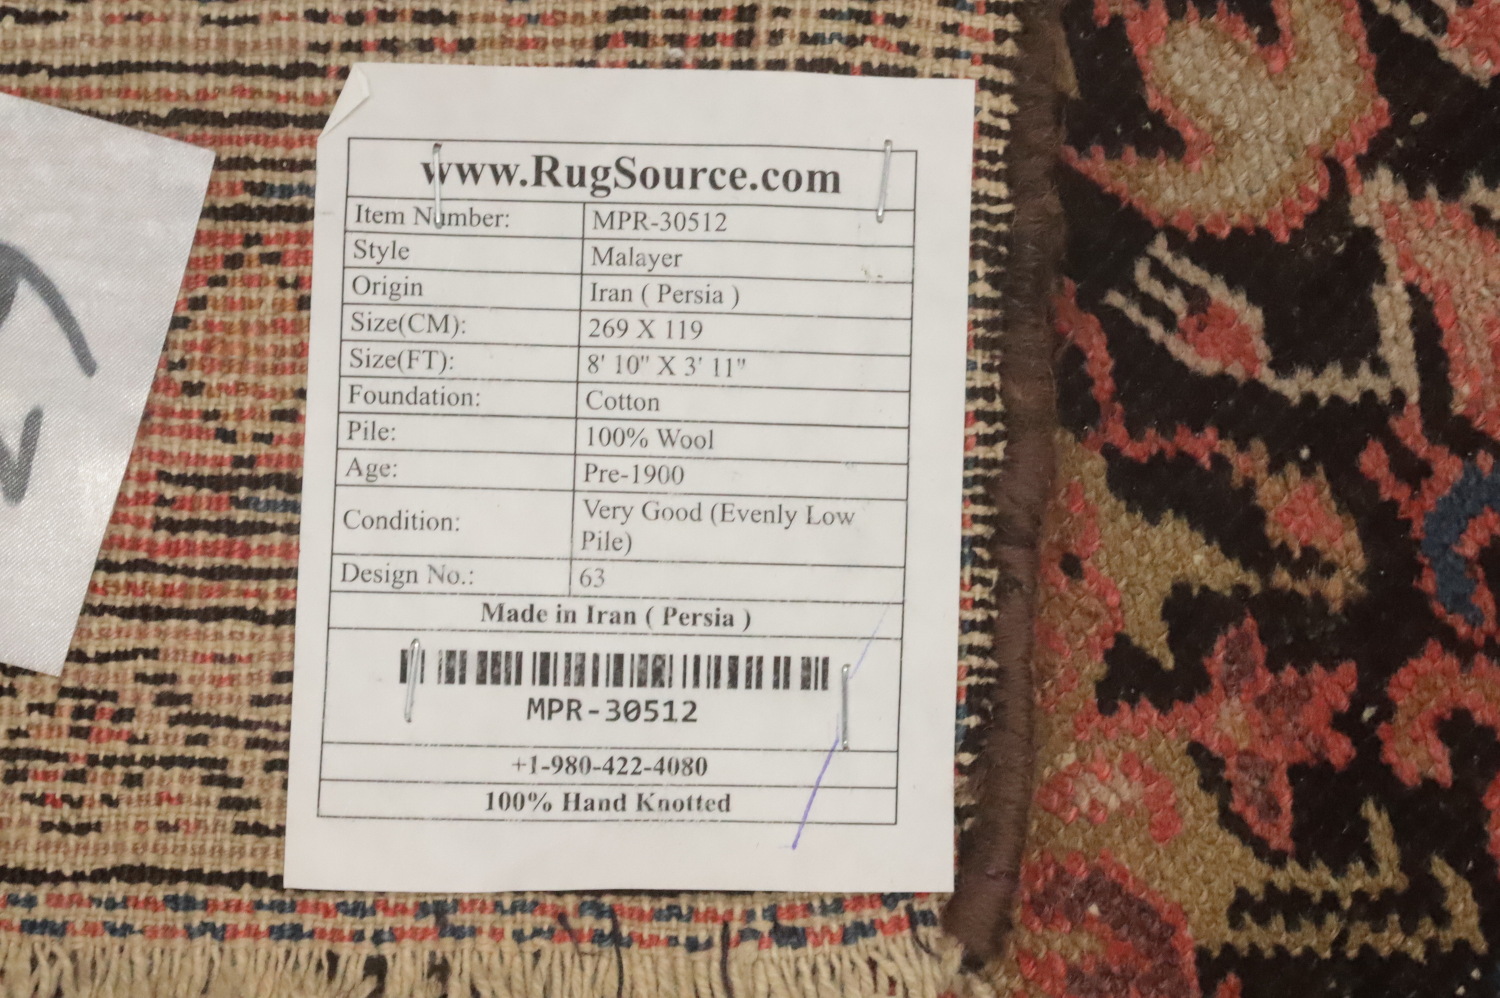 www.RugSource.com
Item Number: MPR-30512
Style Malayer
Origin Iran ( Persia )
Size(CM): 269 X 119
Size(FT): 8' 10" X 3' 11"
Foundation: Cotton
Pile: 100% Wool
Age: Pre-1900
Condition: Very Good (Evenly Low
Pile)
Design No.: 63
Made in Iran ( Persia )
MPR-30512
+1-980-422-4080
100% Hand Knotted